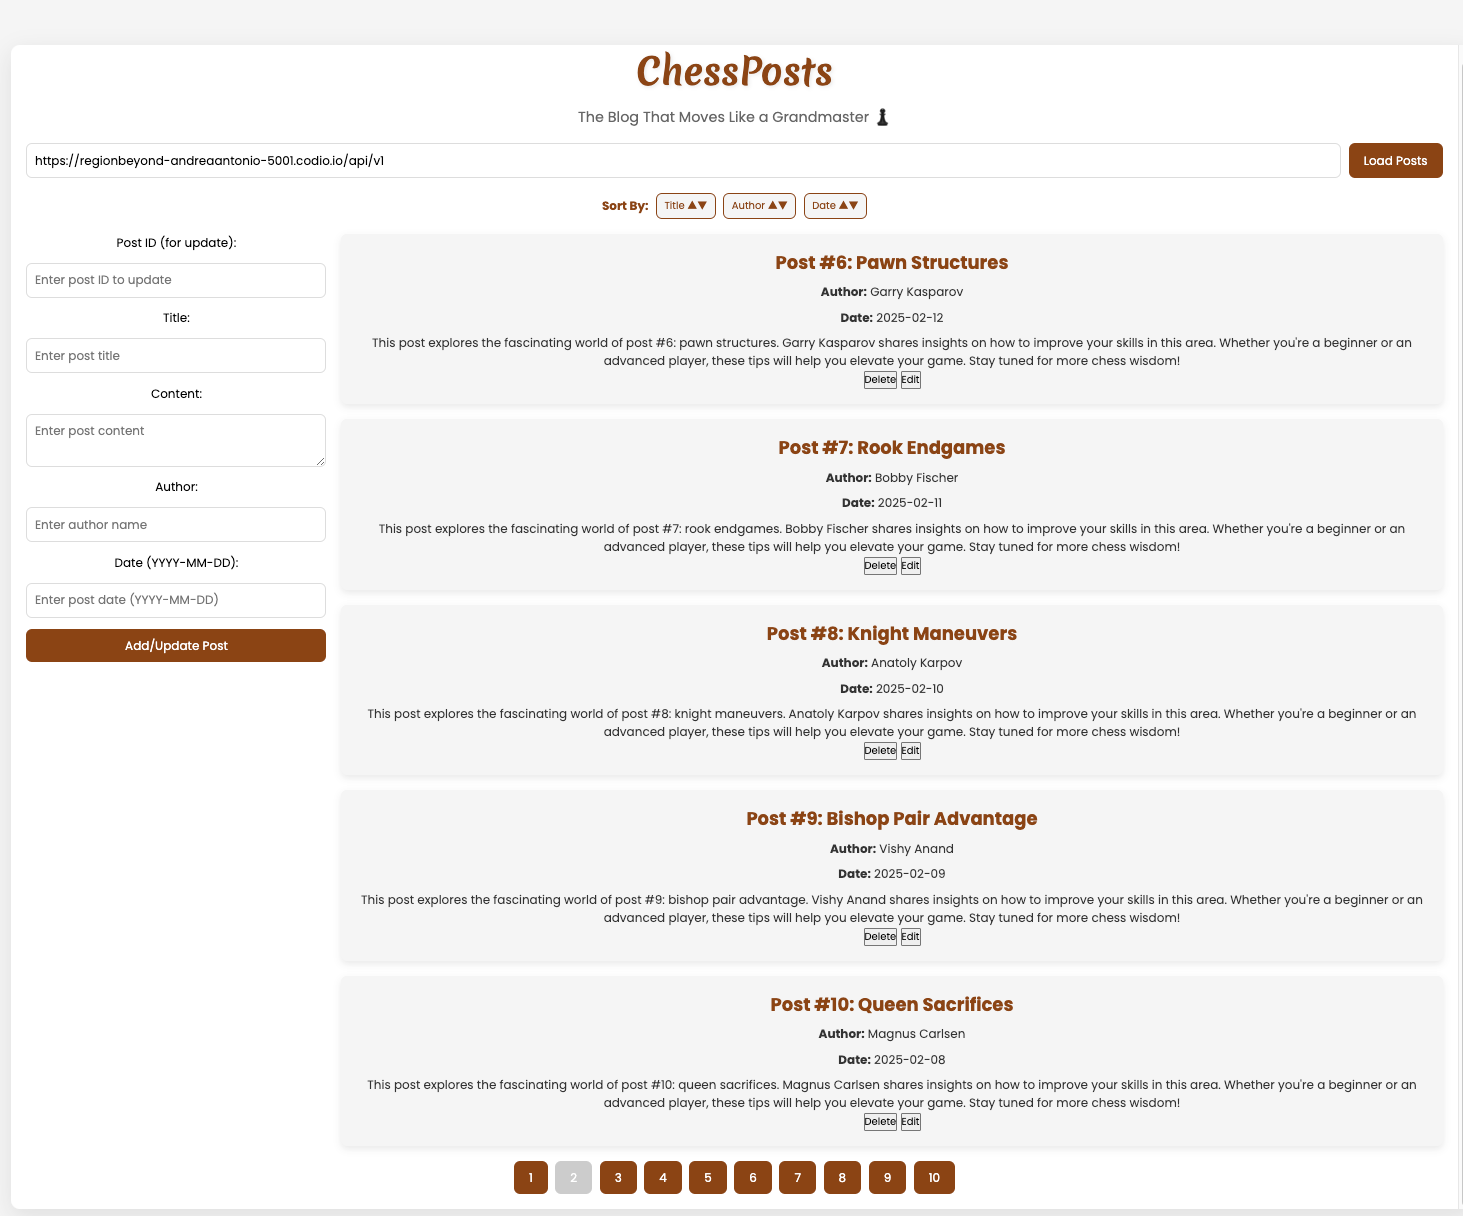 ChessPosts
The Blog That Moves Like a Grandmaster ♟
https://regionbeyond-andreaantonio-5001.codio.io/api/v1
Load Posts
Sort By: Title ▲▼ Author ▲▼ Date ▲▼
Post ID (for update):
Enter post ID to update
Title:
Enter post title
Content:
Enter post content
Author:
Enter author name
Date (YYYY-MM-DD):
Enter post date (YYYY-MM-DD)
Add/Update Post
Post #6: Pawn Structures
Author: Garry Kasparov
Date: 2025-02-12
This post explores the fascinating world of post #6: pawn structures. Garry Kasparov shares insights on how to improve your skills in this area. Whether you're a beginner or an
advanced player, these tips will help you elevate your game. Stay tuned for more chess wisdom!
Delete Edit
Post #7: Rook Endgames
Author: Bobby Fischer
Date: 2025-02-11
This post explores the fascinating world of post #7: rook endgames. Bobby Fischer shares insights on how to improve your skills in this area. Whether you're a beginner or an
advanced player, these tips will help you elevate your game. Stay tuned for more chess wisdom!
Delete Edit
Post #8: Knight Maneuvers
Author: Anatoly Karpov
Date: 2025-02-10
This post explores the fascinating world of post #8: knight maneuvers. Anatoly Karpov shares insights on how to improve your skills in this area. Whether you're a beginner or an
advanced player, these tips will help you elevate your game. Stay tuned for more chess wisdom!
Delete Edit
Post #9: Bishop Pair Advantage
Author: Vishy Anand
Date: 2025-02-09
This post explores the fascinating world of post #9: bishop pair advantage. Vishy Anand shares insights on how to improve your skills in this area. Whether you're a beginner or an
advanced player, these tips will help you elevate your game. Stay tuned for more chess wisdom!
Delete Edit
Post #10: Queen Sacrifices
Author: Magnus Carlsen
Date: 2025-02-08
This post explores the fascinating world of post #10: queen sacrifices. Magnus Carlsen shares insights on how to improve your skills in this area. Whether you're a beginner or an
advanced player, these tips will help you elevate your game. Stay tuned for more chess wisdom!
Delete Edit
1 2 3 4 5 6 7 8 9 10